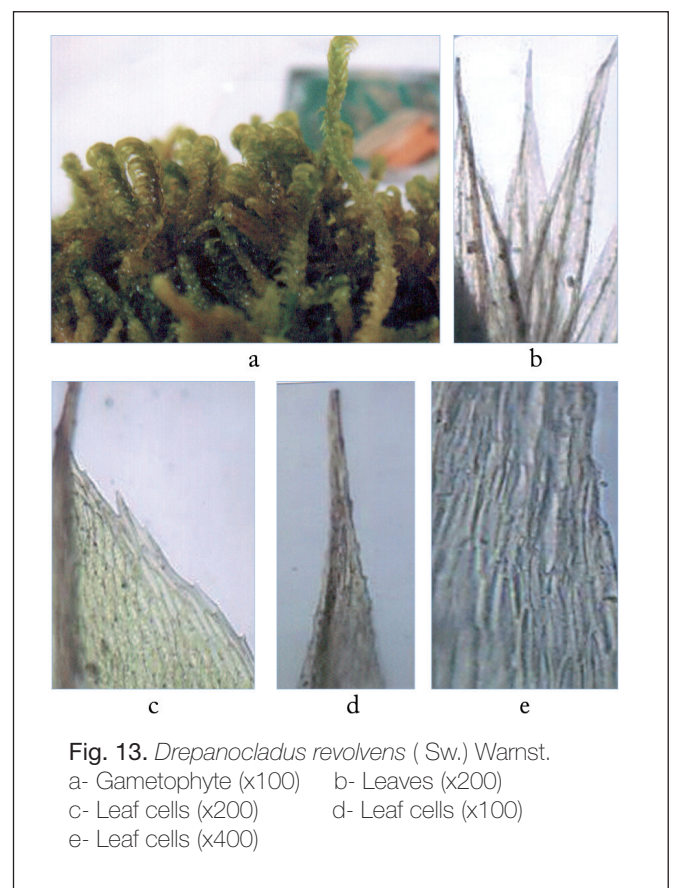 a
b
c
d
e
Fig. 13. Drepanocladus revolvens ( Sw.) Warnst.
a- Gametophyte (x100) b- Leaves (x200)
c- Leaf cells (x200) d- Leaf cells (x100)
e- Leaf cells (x400)